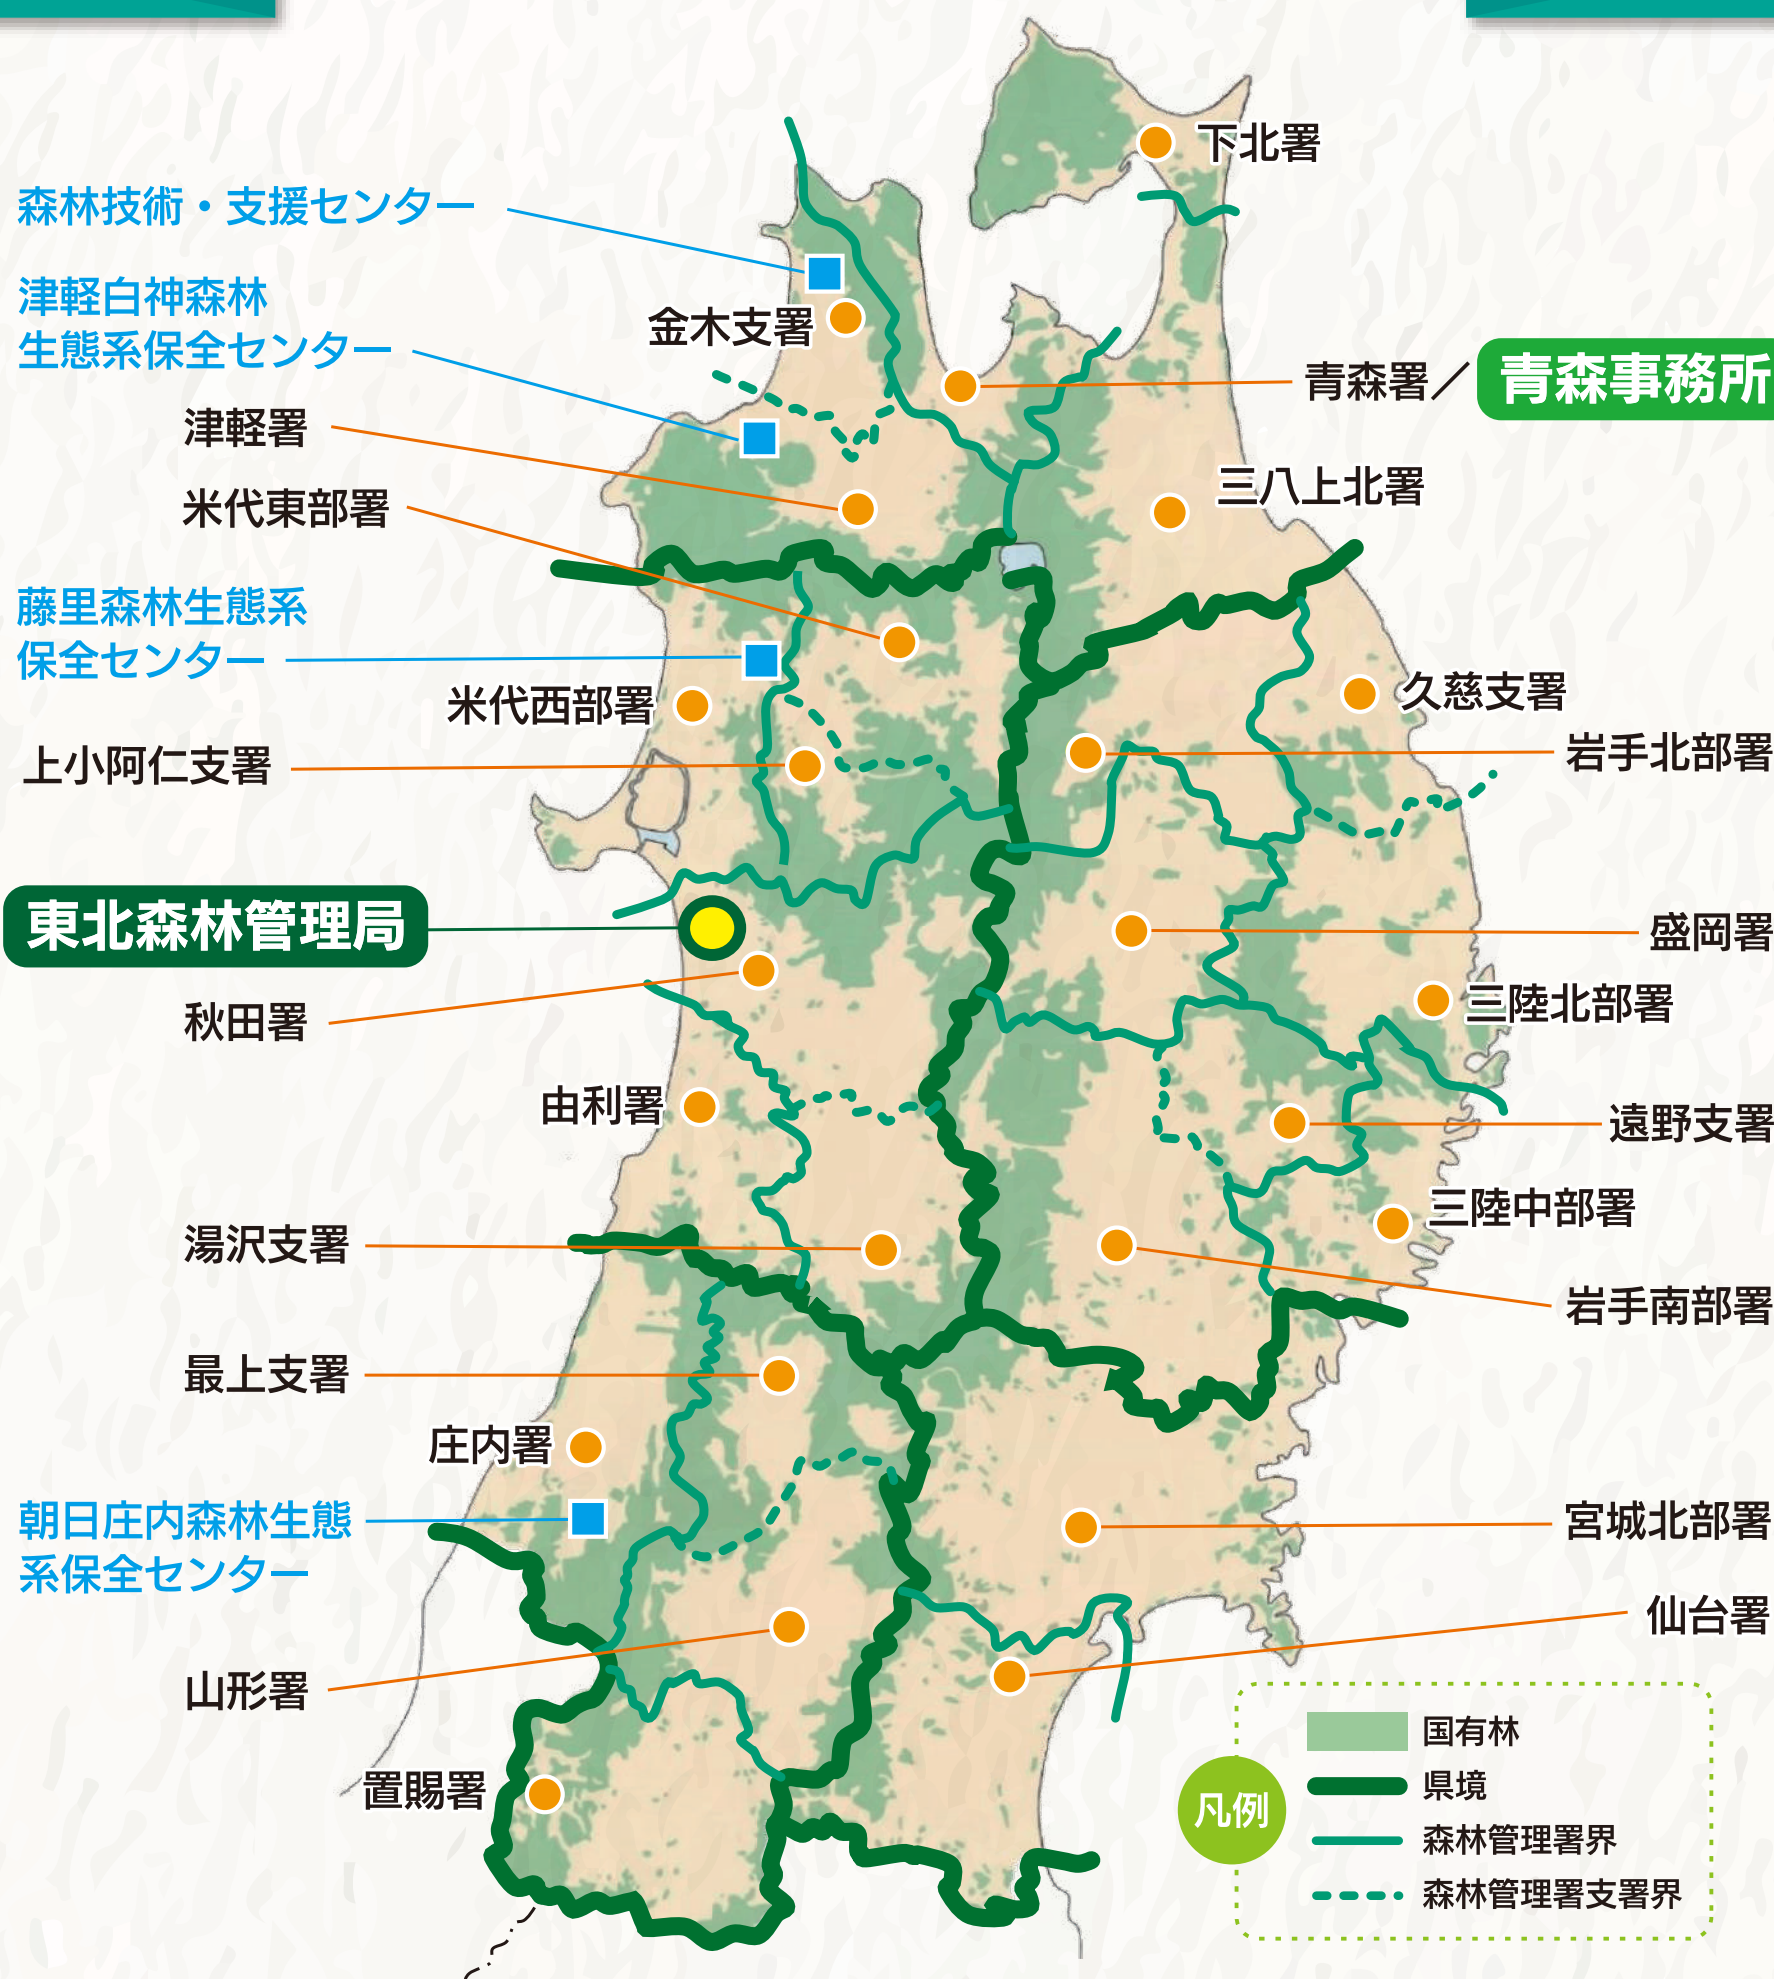 下北署
森林技術・支援センター
津軽白神森林
生態系保全センター
金木支署
青森署／青森事務所
津軽署
三八上北署
米代東部署
藤里森林生態系
保全センター
米代西部署
久慈支署
岩手北部署
上小阿仁支署
東北森林管理局
盛岡署
三陸北部署
秋田署
由利署
遠野支署
三陸中部署
湯沢支署
岩手南部署
最上支署
庄内署
朝日庄内森林生態
系保全センター
宮城北部署
仙台署
山形署
置賜署
凡例
国有林
県境
森林管理署界
森林管理署支署界